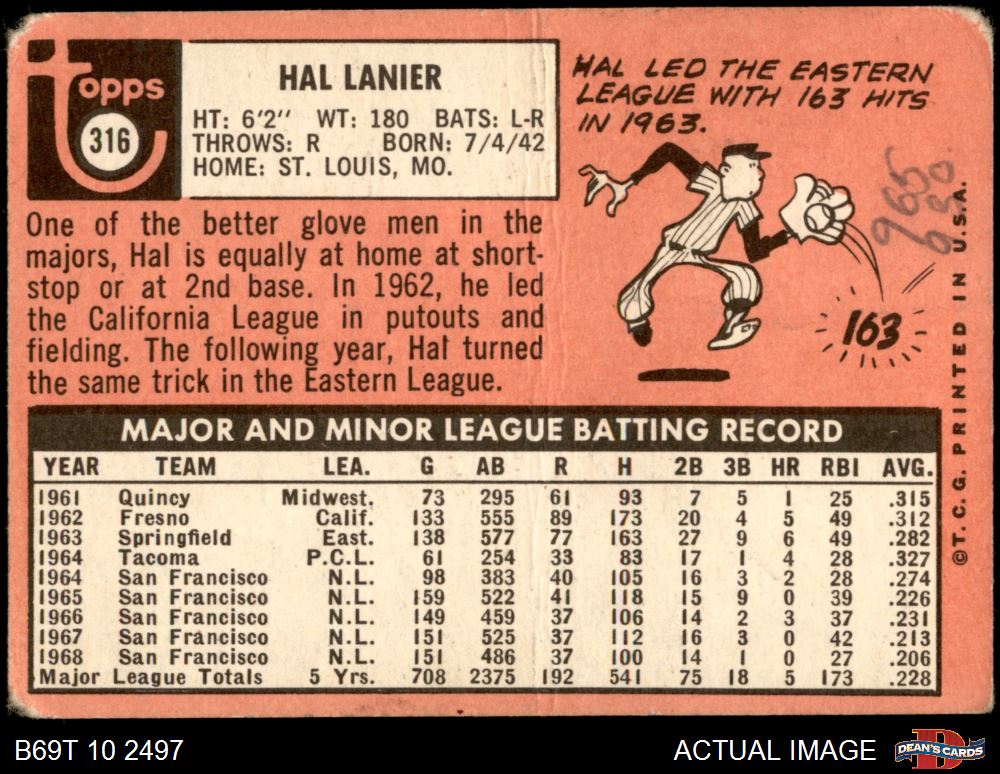 Topps
316
HAL LANIER
HT: 6'2" WT: 180 BATS: L-R
THROWS: R BORN: 7/4/42
HOME: ST. LOUIS, MO.
HAL LED THE EASTERN
LEAGUE WITH 163 HITS
IN 1963.
163
965
650
One of the better glove men in the
majors, Hal is equally at home at short-
stop or at 2nd base. In 1962, he led
the California League in putouts and
fielding. The following year, Hal turned
the same trick in the Eastern League.
MAJOR AND MINOR LEAGUE BATTING RECORD
YEAR TEAM LEA. G AB R H 2B 3B HR RBI AVG.
1961 Quincy Midwest. 73 295 61 93 7 5 1 25 .315
1962 Fresno Calif. 133 555 89 173 20 4 5 49 .312
1963 Springfield East. 138 577 77 163 27 9 6 49 .282
1964 Tacoma P.C.L. 61 254 33 83 17 1 4 28 .327
1964 San Francisco N.L. 98 383 40 105 16 3 2 28 .274
1965 San Francisco N.L. 159 522 41 118 15 9 0 39 .226
1966 San Francisco N.L. 149 459 37 106 14 2 3 37 .231
1967 San Francisco N.L. 151 525 37 112 16 3 0 42 .213
1968 San Francisco N.L. 151 486 37 100 14 1 0 27 .206
Major League Totals 5 Yrs. 708 2375 192 541 75 18 5 173 .228
©T.C.G. PRINTED IN U.S.A.
B69T 10 2497
ACTUAL IMAGE
DEAN'S CARDS